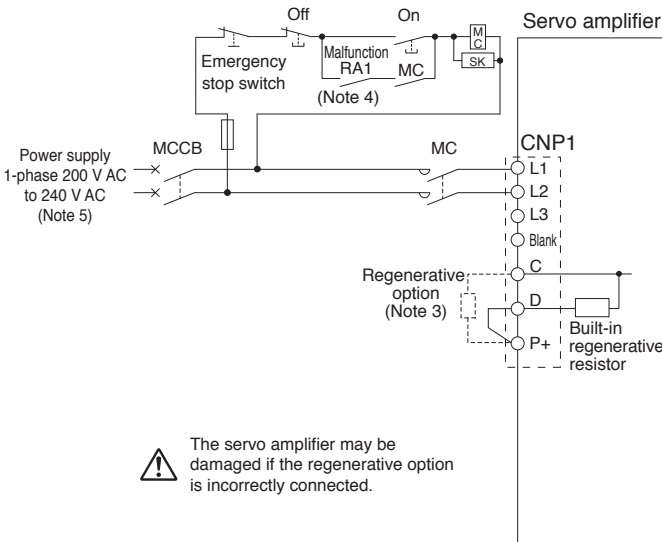 Servo amplifier
Off
On
Emergency
stop switch
Malfunction
RA1
(Note 4)
MC
M
C
SK
Power supply
1-phase 200 V AC
to 240 V AC
(Note 5)
MCCB
MC
CNP1
L1
L2
L3
Blank
C
D
P+
Regenerative
option
(Note 3)
Built-in
regenerative
resistor
The servo amplifier may be
damaged if the regenerative option
is incorrectly connected.